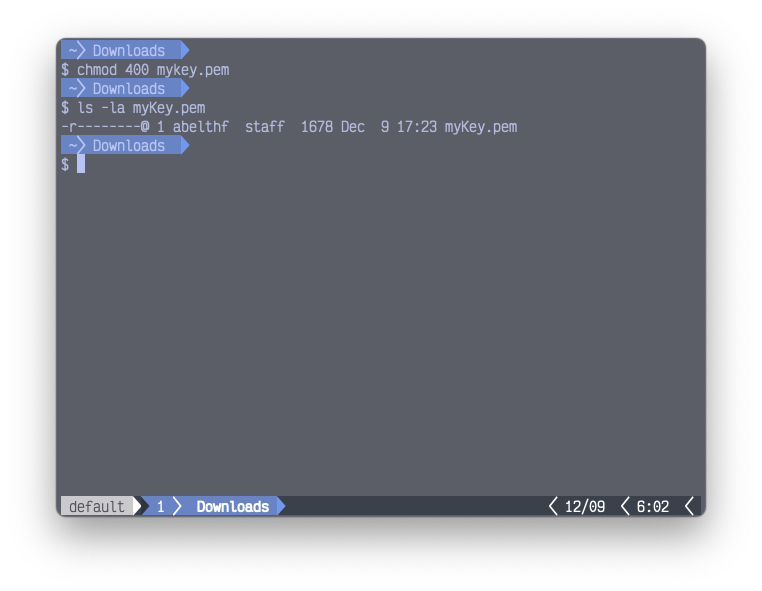 ~ Downloads
$ chmod 400 mykey.pem
~ Downloads
$ ls -la myKey.pem
-r--------@ 1 abelthf  staff  1678 Dec  9 17:23 myKey.pem
~ Downloads
$
default 1 Downloads 12/09 6:02